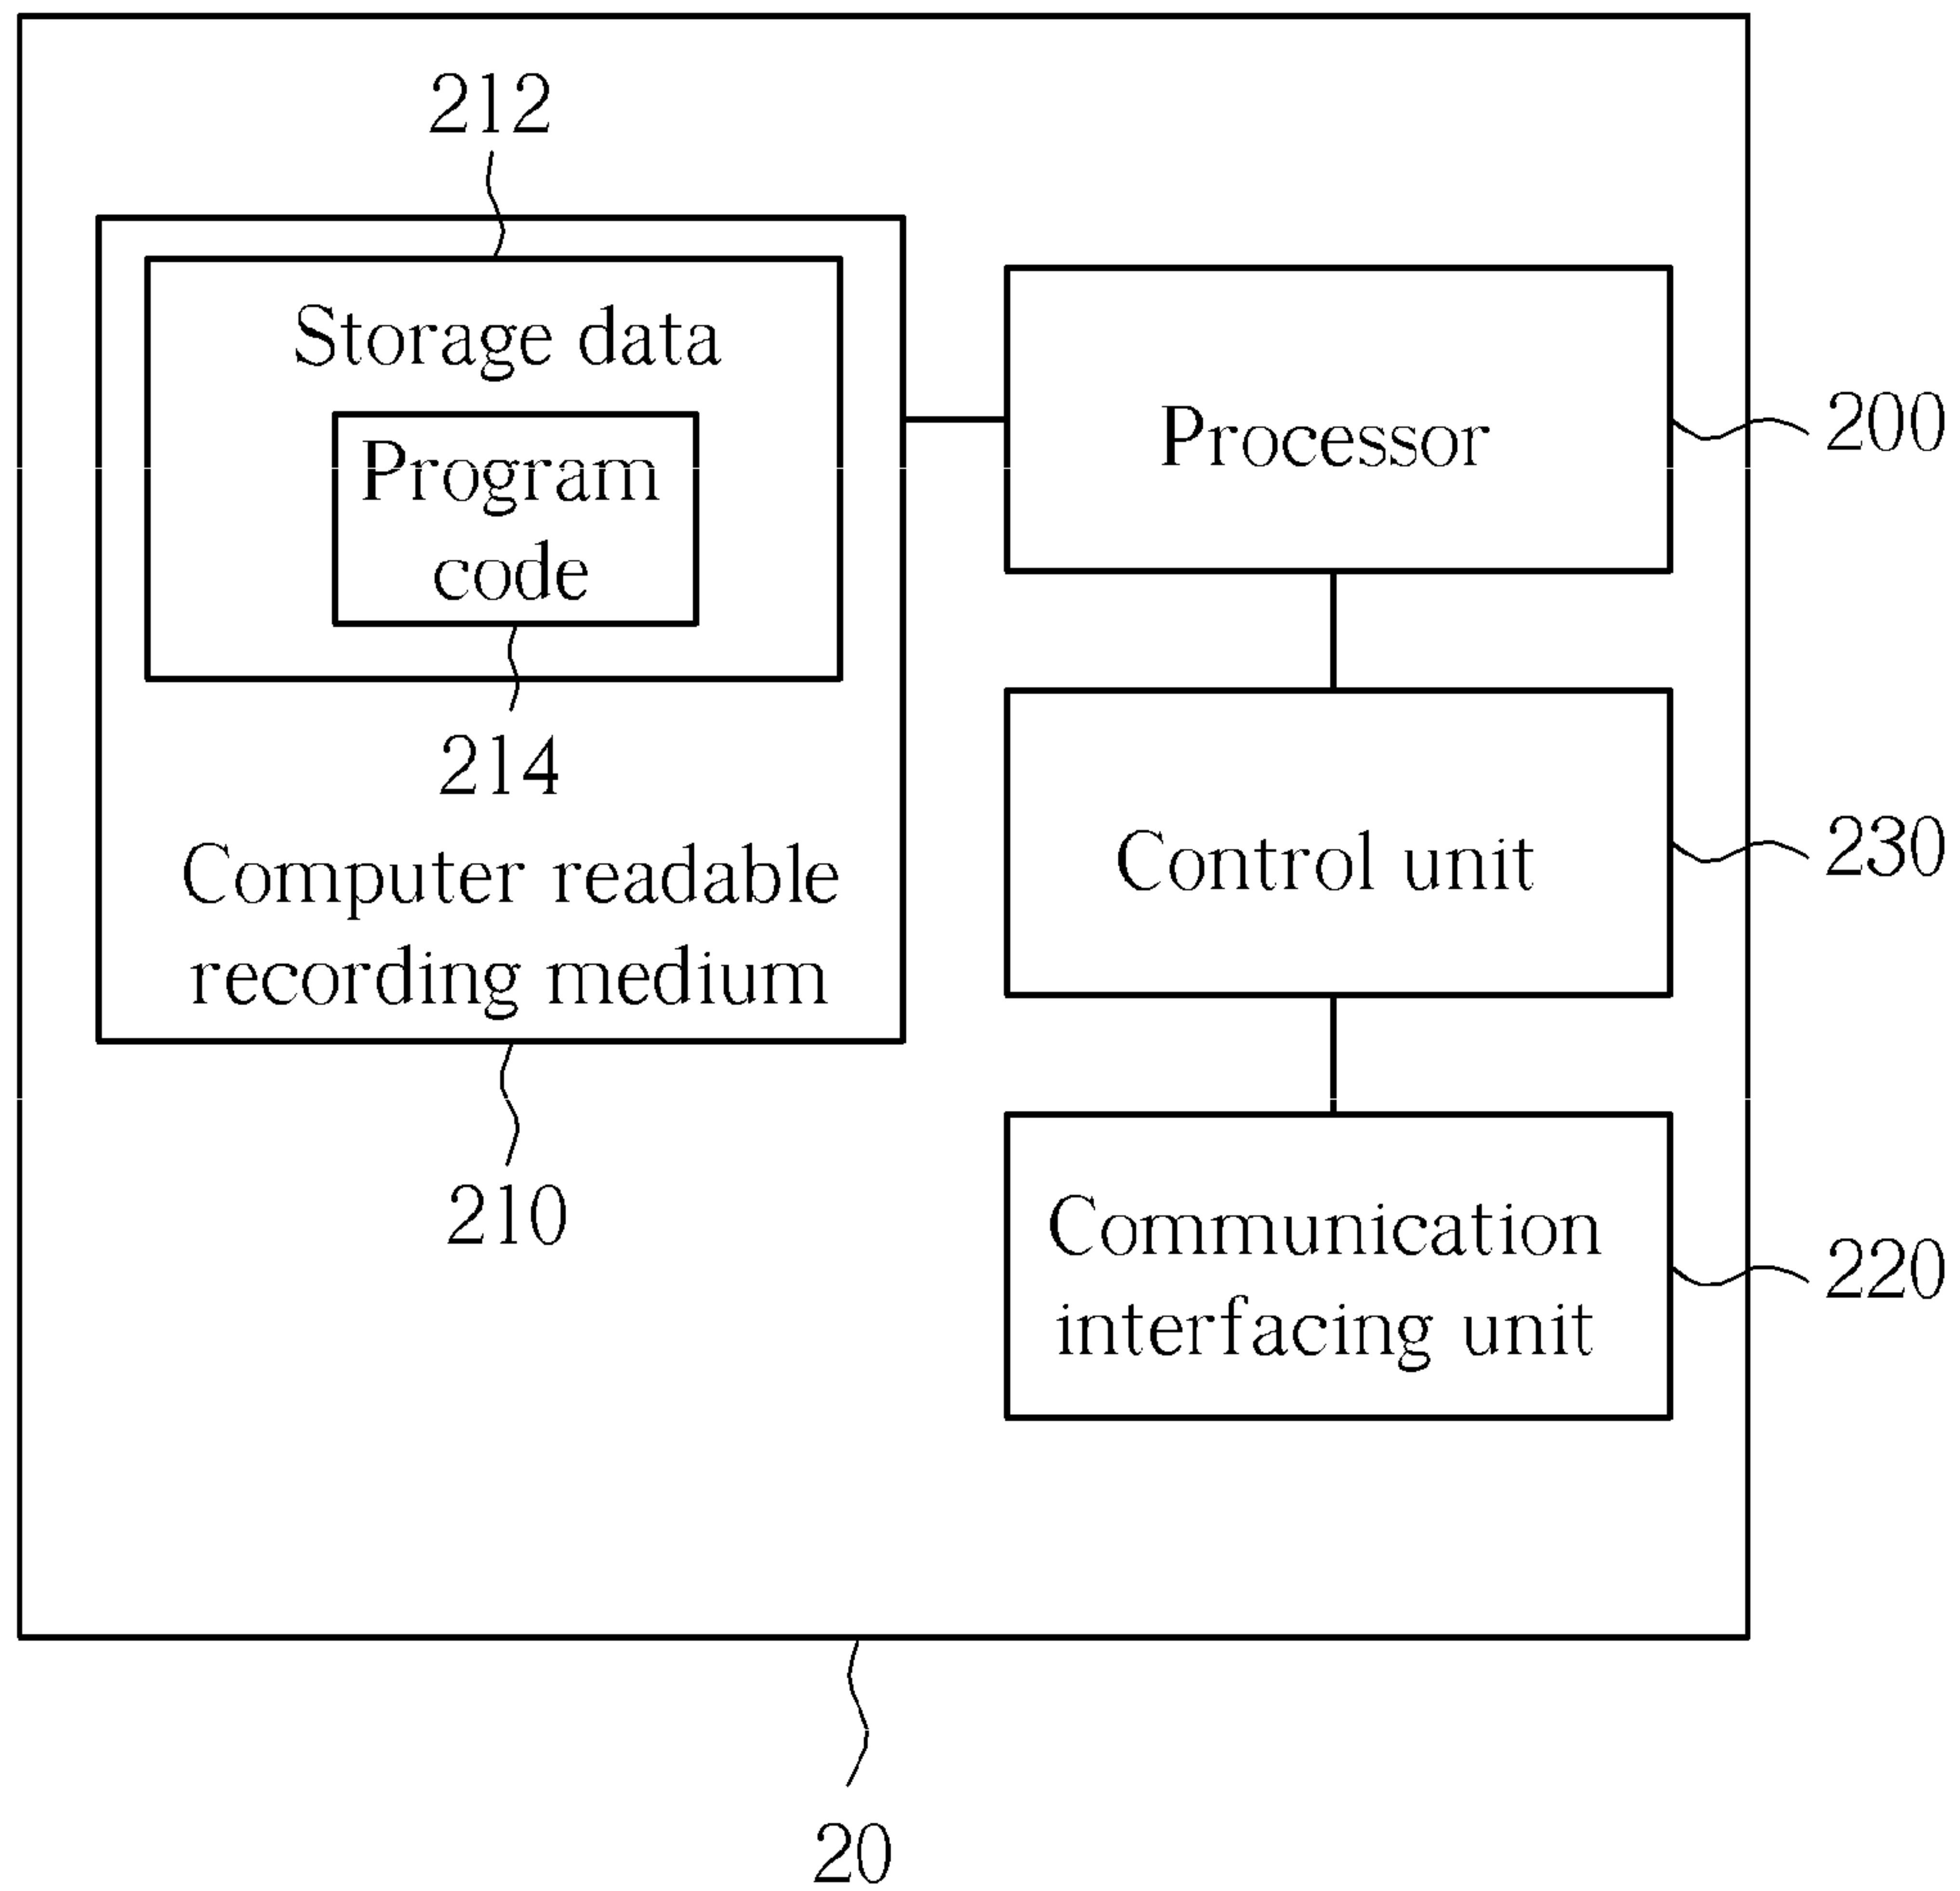 212
Storage data
Program
code
214
Computer readable
recording medium
210
Processor
200
Control unit
230
Communication
interfacing unit
220
20